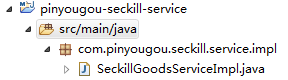 pinyougou-seckill-service
src/main/java
com.pinyougou.seckill.service.impl
SeckillGoodsServiceImpl.java